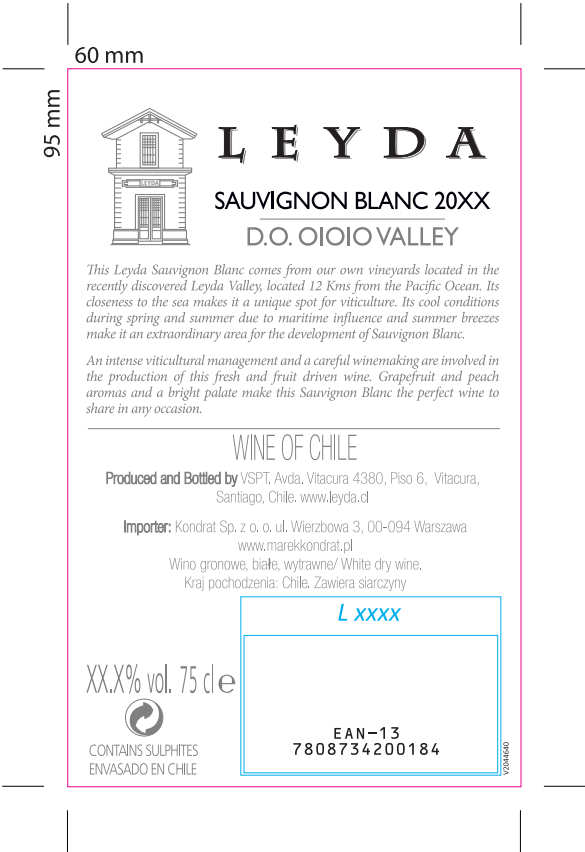 60 mm
95 mm
LEYDA
LEYDA
SAUVIGNON BLANC 20XX
D.O. OIOIO VALLEY
This Leyda Sauvignon Blanc comes from our own vineyards located in the
recently discovered Leyda Valley, located 12 Kms from the Pacific Ocean. Its
closeness to the sea makes it a unique spot for viticulture. Its cool conditions
during spring and summer due to maritime influence and summer breezes
make it an extraordinary area for the development of Sauvignon Blanc.
An intense viticultural management and a careful winemaking are involved in
the production of this fresh and fruit driven wine. Grapefruit and peach
aromas and a bright palate make this Sauvignon Blanc the perfect wine to
share in any occasion.
WINE OF CHILE
Produced and Bottled by VSPT. Avda. Vitacura 4380, Piso 6, Vitacura,
Santiago, Chile. www.leyda.cl
Importer: Kondrat Sp. z o. o. ul. Wierzbowa 3, 00-094 Warszawa
www.marekkondrat.pl
Wino gronowe, białe, wytrawne/ White dry wine.
Kraj pochodzenia: Chile. Zawiera siarczyny
L xxxx
XX.X% vol. 75 cl e
EAN-13
7808734200184
CONTAINS SULPHITES
ENVASADO EN CHILE
V2044640